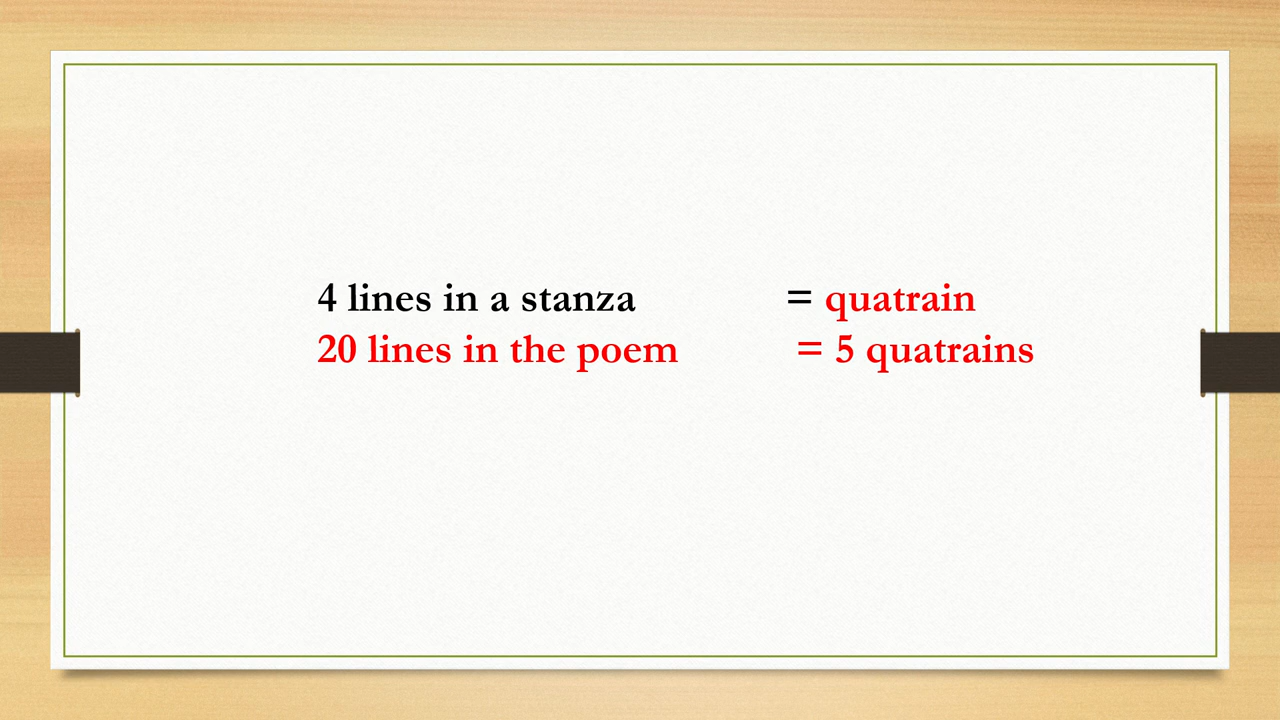 4 lines in a stanza = quatrain
20 lines in the poem = 5 quatrains